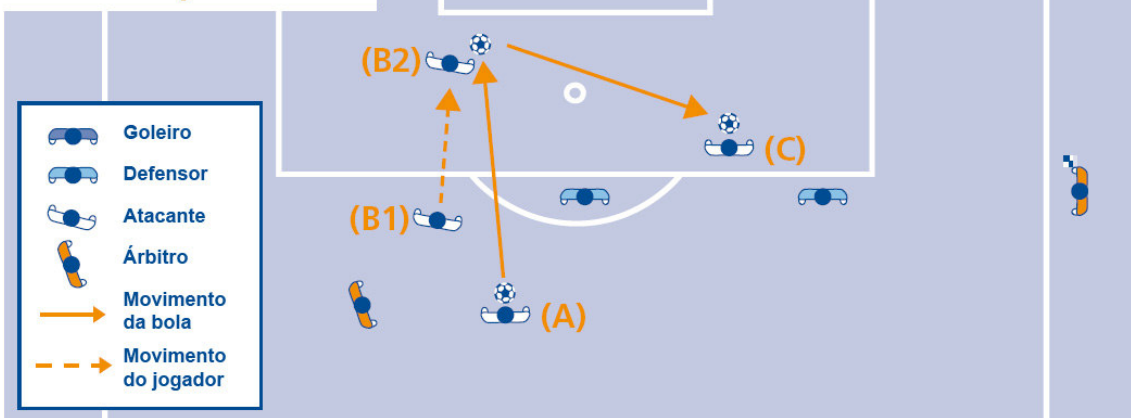 (B2)
(C)
(B1)
(A)
Goleiro
Defensor
Atacante
Árbitro
Movimento
da bola
Movimento
do jogador